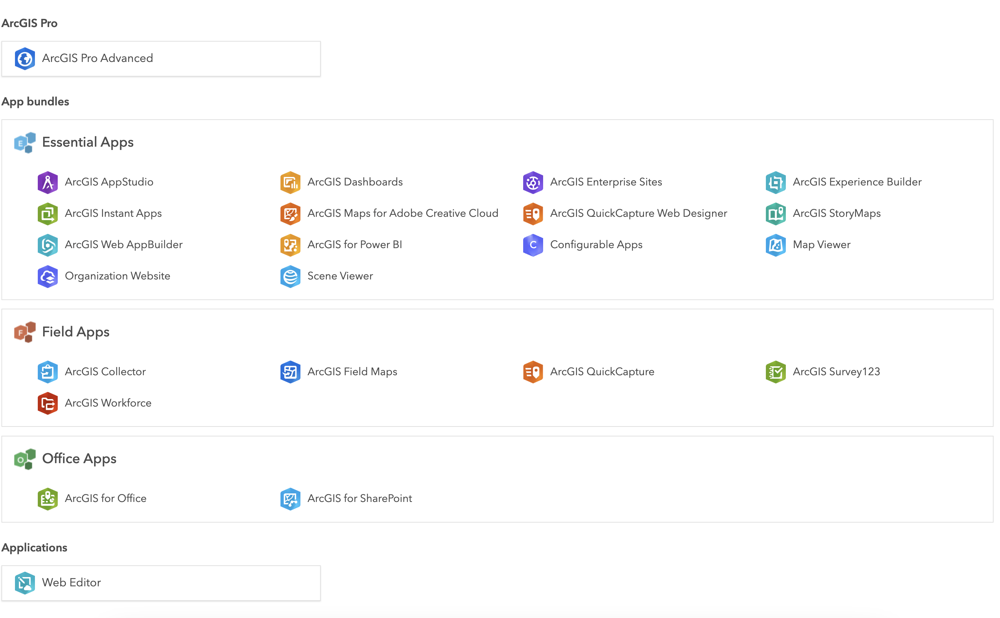 ArcGIS Pro
ArcGIS Pro Advanced
App bundles
E
Essential Apps
ArcGIS AppStudio
ArcGIS Dashboards
ArcGIS Enterprise Sites
ArcGIS Experience Builder
ArcGIS Instant Apps
ArcGIS Maps for Adobe Creative Cloud
ArcGIS QuickCapture Web Designer
ArcGIS StoryMaps
ArcGIS Web AppBuilder
ArcGIS for Power BI
C
Configurable Apps
Map Viewer
Organization Website
Scene Viewer
F
Field Apps
ArcGIS Collector
ArcGIS Field Maps
ArcGIS QuickCapture
ArcGIS Survey123
ArcGIS Workforce
O
Office Apps
ArcGIS for Office
ArcGIS for SharePoint
Applications
Web Editor